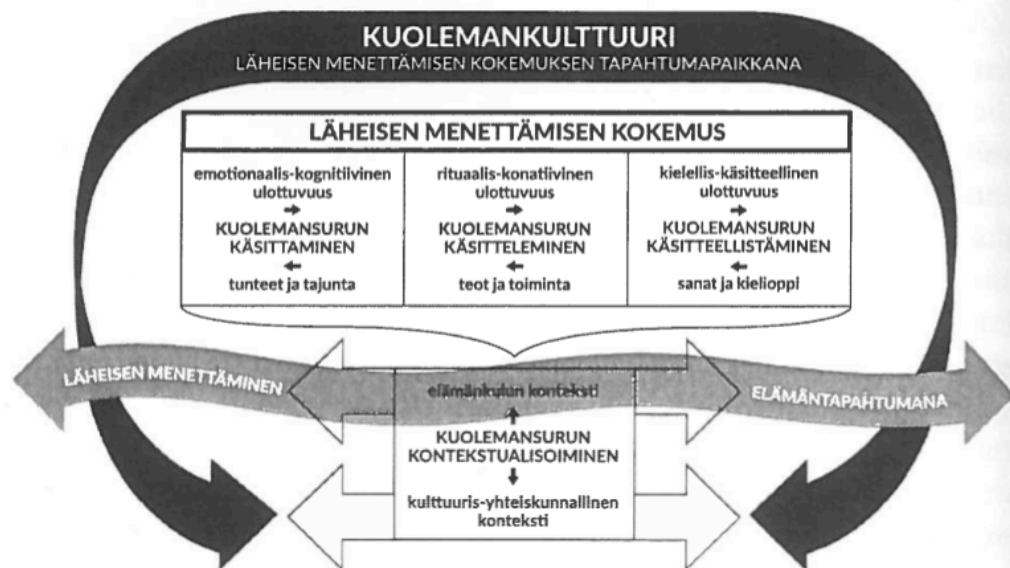 KUOLEMANKULTTUURI
LÄHEISEN MENETTÄMISEN KOKEMUKSEN TAPAHTUMAPAIKKANA
LÄHEISEN MENETTÄMISEN KOKEMUS
emotionaalis-kognitiivinen
ulottuvuus
KUOLEMANSURUN
KÄSITTAMINEN
tunteet ja tajunta
rituaalis-konatiivinen
ulottuvuus
KUOLEMANSURUN
KÄSITTELEMINEN
teot ja toiminta
kielellis-käsitteellinen
ulottuvuus
KUOLEMANSURUN
KÄSITTEELLISTÄMINEN
sanat ja kielioppi
LÄHEISEN MENETTÄMINEN
ELÄMÄNTAPAHTUMANA
elämänkulun konteksti
KUOLEMANSURUN
KONTEKSTUALISOIMINEN
kulttuuris-yhteiskunnallinen
konteksti